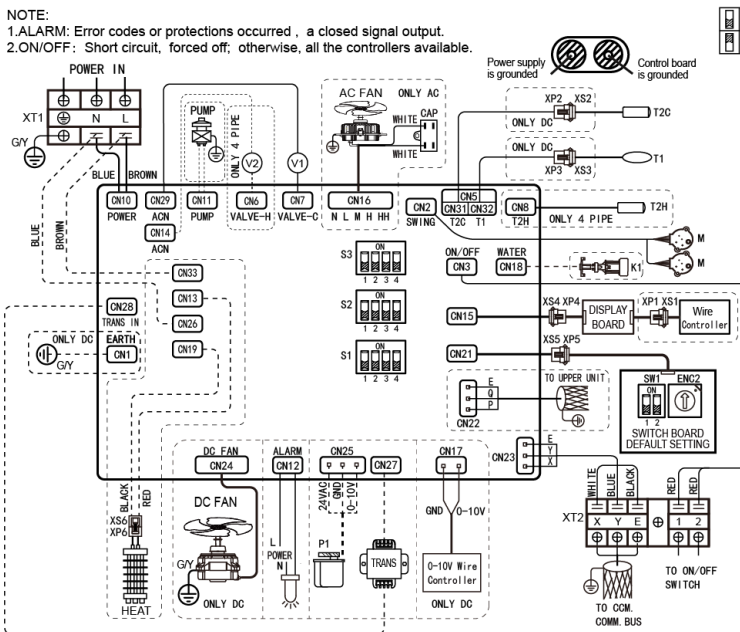 NOTE:
1.ALARM: Error codes or protections occurred , a closed signal output.
2.ON/OFF: Short circuit, forced off; otherwise, all the controllers available.
POWER IN
XT1
N
L
G/Y
BLUE
BROWN
PUMP
ONLY 4 PIPE
V2
V1
AC FAN
ONLY AC
WHITE
CAP
WHITE
Power supply
is grounded
Control board
is grounded
XP2 XS2
ONLY DC
T2C
ONLY DC
XP3 XS3
T1
CN10
POWER
CN29
ACN
CN14
ACN
CN11
PUMP
CN6
VALVE-H
CN7
VALVE-C
CN16
N L M H HH
CN2
SWING
CN5
CN31 CN32
T2C T1
CN8
T2H
T2H
ONLY 4 PIPE
M
M
BLUE
BROWN
CN33
CN13
CN26
CN19
CN28
TRANS IN
ONLY DC
EARTH
CN1
G/Y
S3
ON
1 2 3 4
S2
ON
1 2 3 4
S1
ON
1 2 3 4
ON/OFF
CN3
WATER
CN18
K1
CN15
XS4 XP4
DISPLAY
BOARD
XP1 XS1
Wire
Controller
CN21
XS5 XP5
SW1
ENC2
ON
1 2
SWITCH BOARD
DEFAULT SETTING
TO UPPER UNIT
E
Q
P
CN22
CN23
E
Y
X
DC FAN
CN24
ALARM
CN12
CN25
CN27
CN17
24VAC
GND
0-10V
GND
0-10V
BLACK
RED
XS6
XP6
HEAT
DC FAN
G/Y
ONLY DC
L
POWER
N
P1
TRANS
0-10V Wire
Controller
ONLY DC
WHITE
BLUE
BLACK
RED
RED
XT2
X
Y
E
1
2
TO CCM.
COMM. BUS
TO ON/OFF
SWITCH